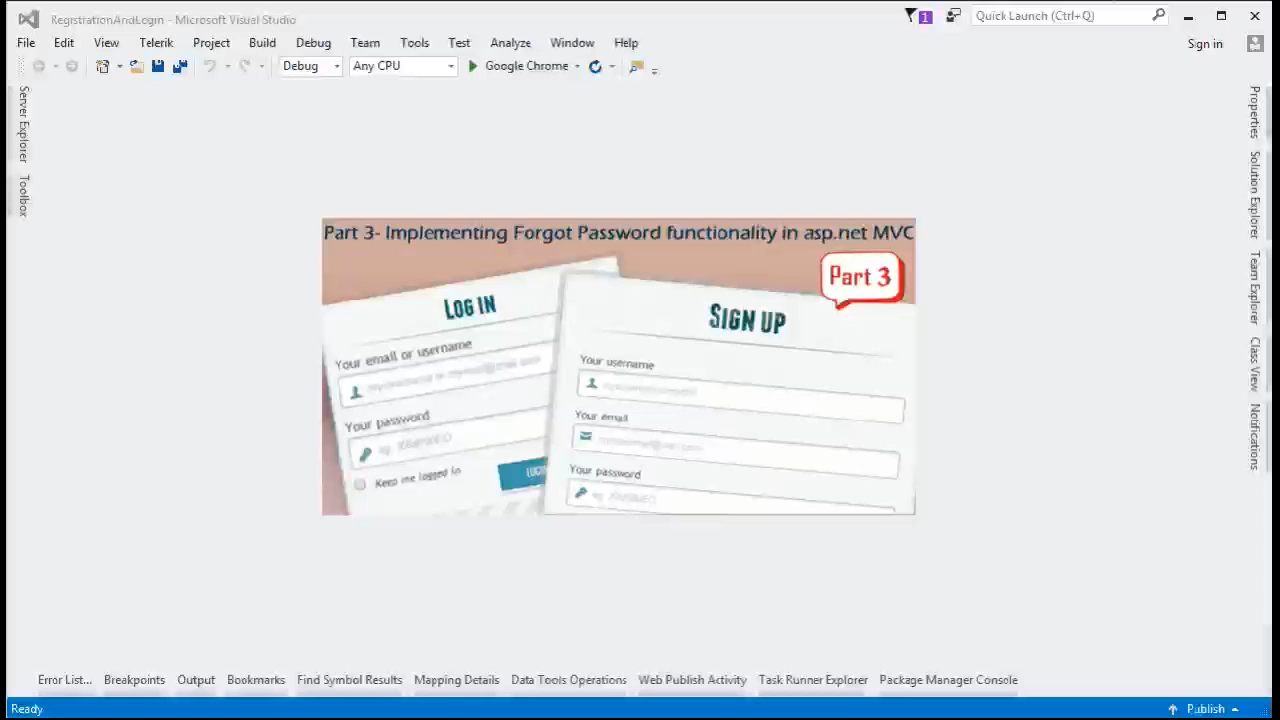 RegistrationAndLogin - Microsoft Visual Studio
1
Quick Launch (Ctrl+Q)
File Edit View Telerik Project Build Debug Team Tools Test Analyze Window Help
Sign in
Debug Any CPU Google Chrome
Server Explorer
Toolbox
Properties
Solution Explorer
Team Explorer
Class View
Notifications
Part 3- Implementing Forgot Password functionality in asp.net MVC
Part 3
LOG IN
Your email or username
Your password
Keep me logged in
SIGN UP
Your username
Your email
Your password
Error List... Breakpoints Output Bookmarks Find Symbol Results Mapping Details Data Tools Operations Web Publish Activity Task Runner Explorer Package Manager Console
Ready
Publish